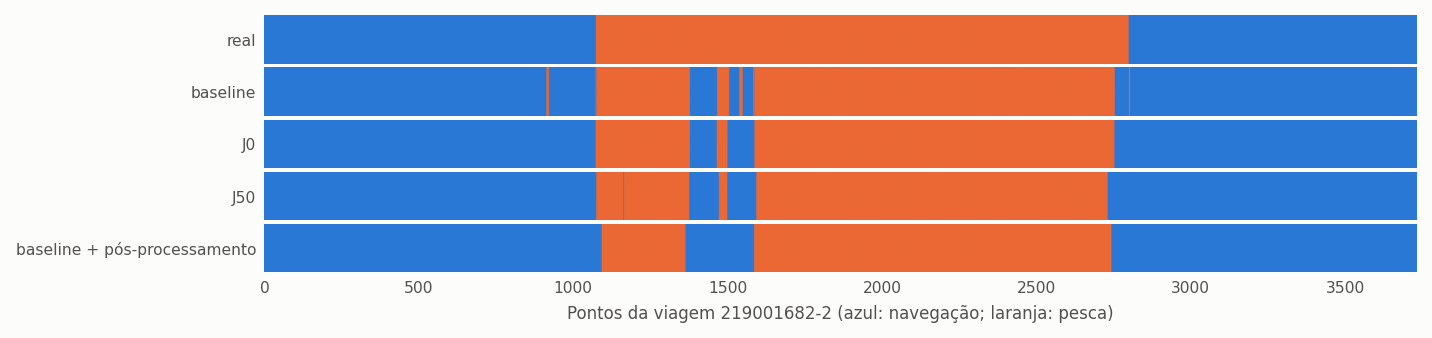 real
baseline
J0
J50
baseline + pós-processamento
0 500 1000 1500 2000 2500 3000 3500
Pontos da viagem 219001682-2 (azul: navegação; laranja: pesca)